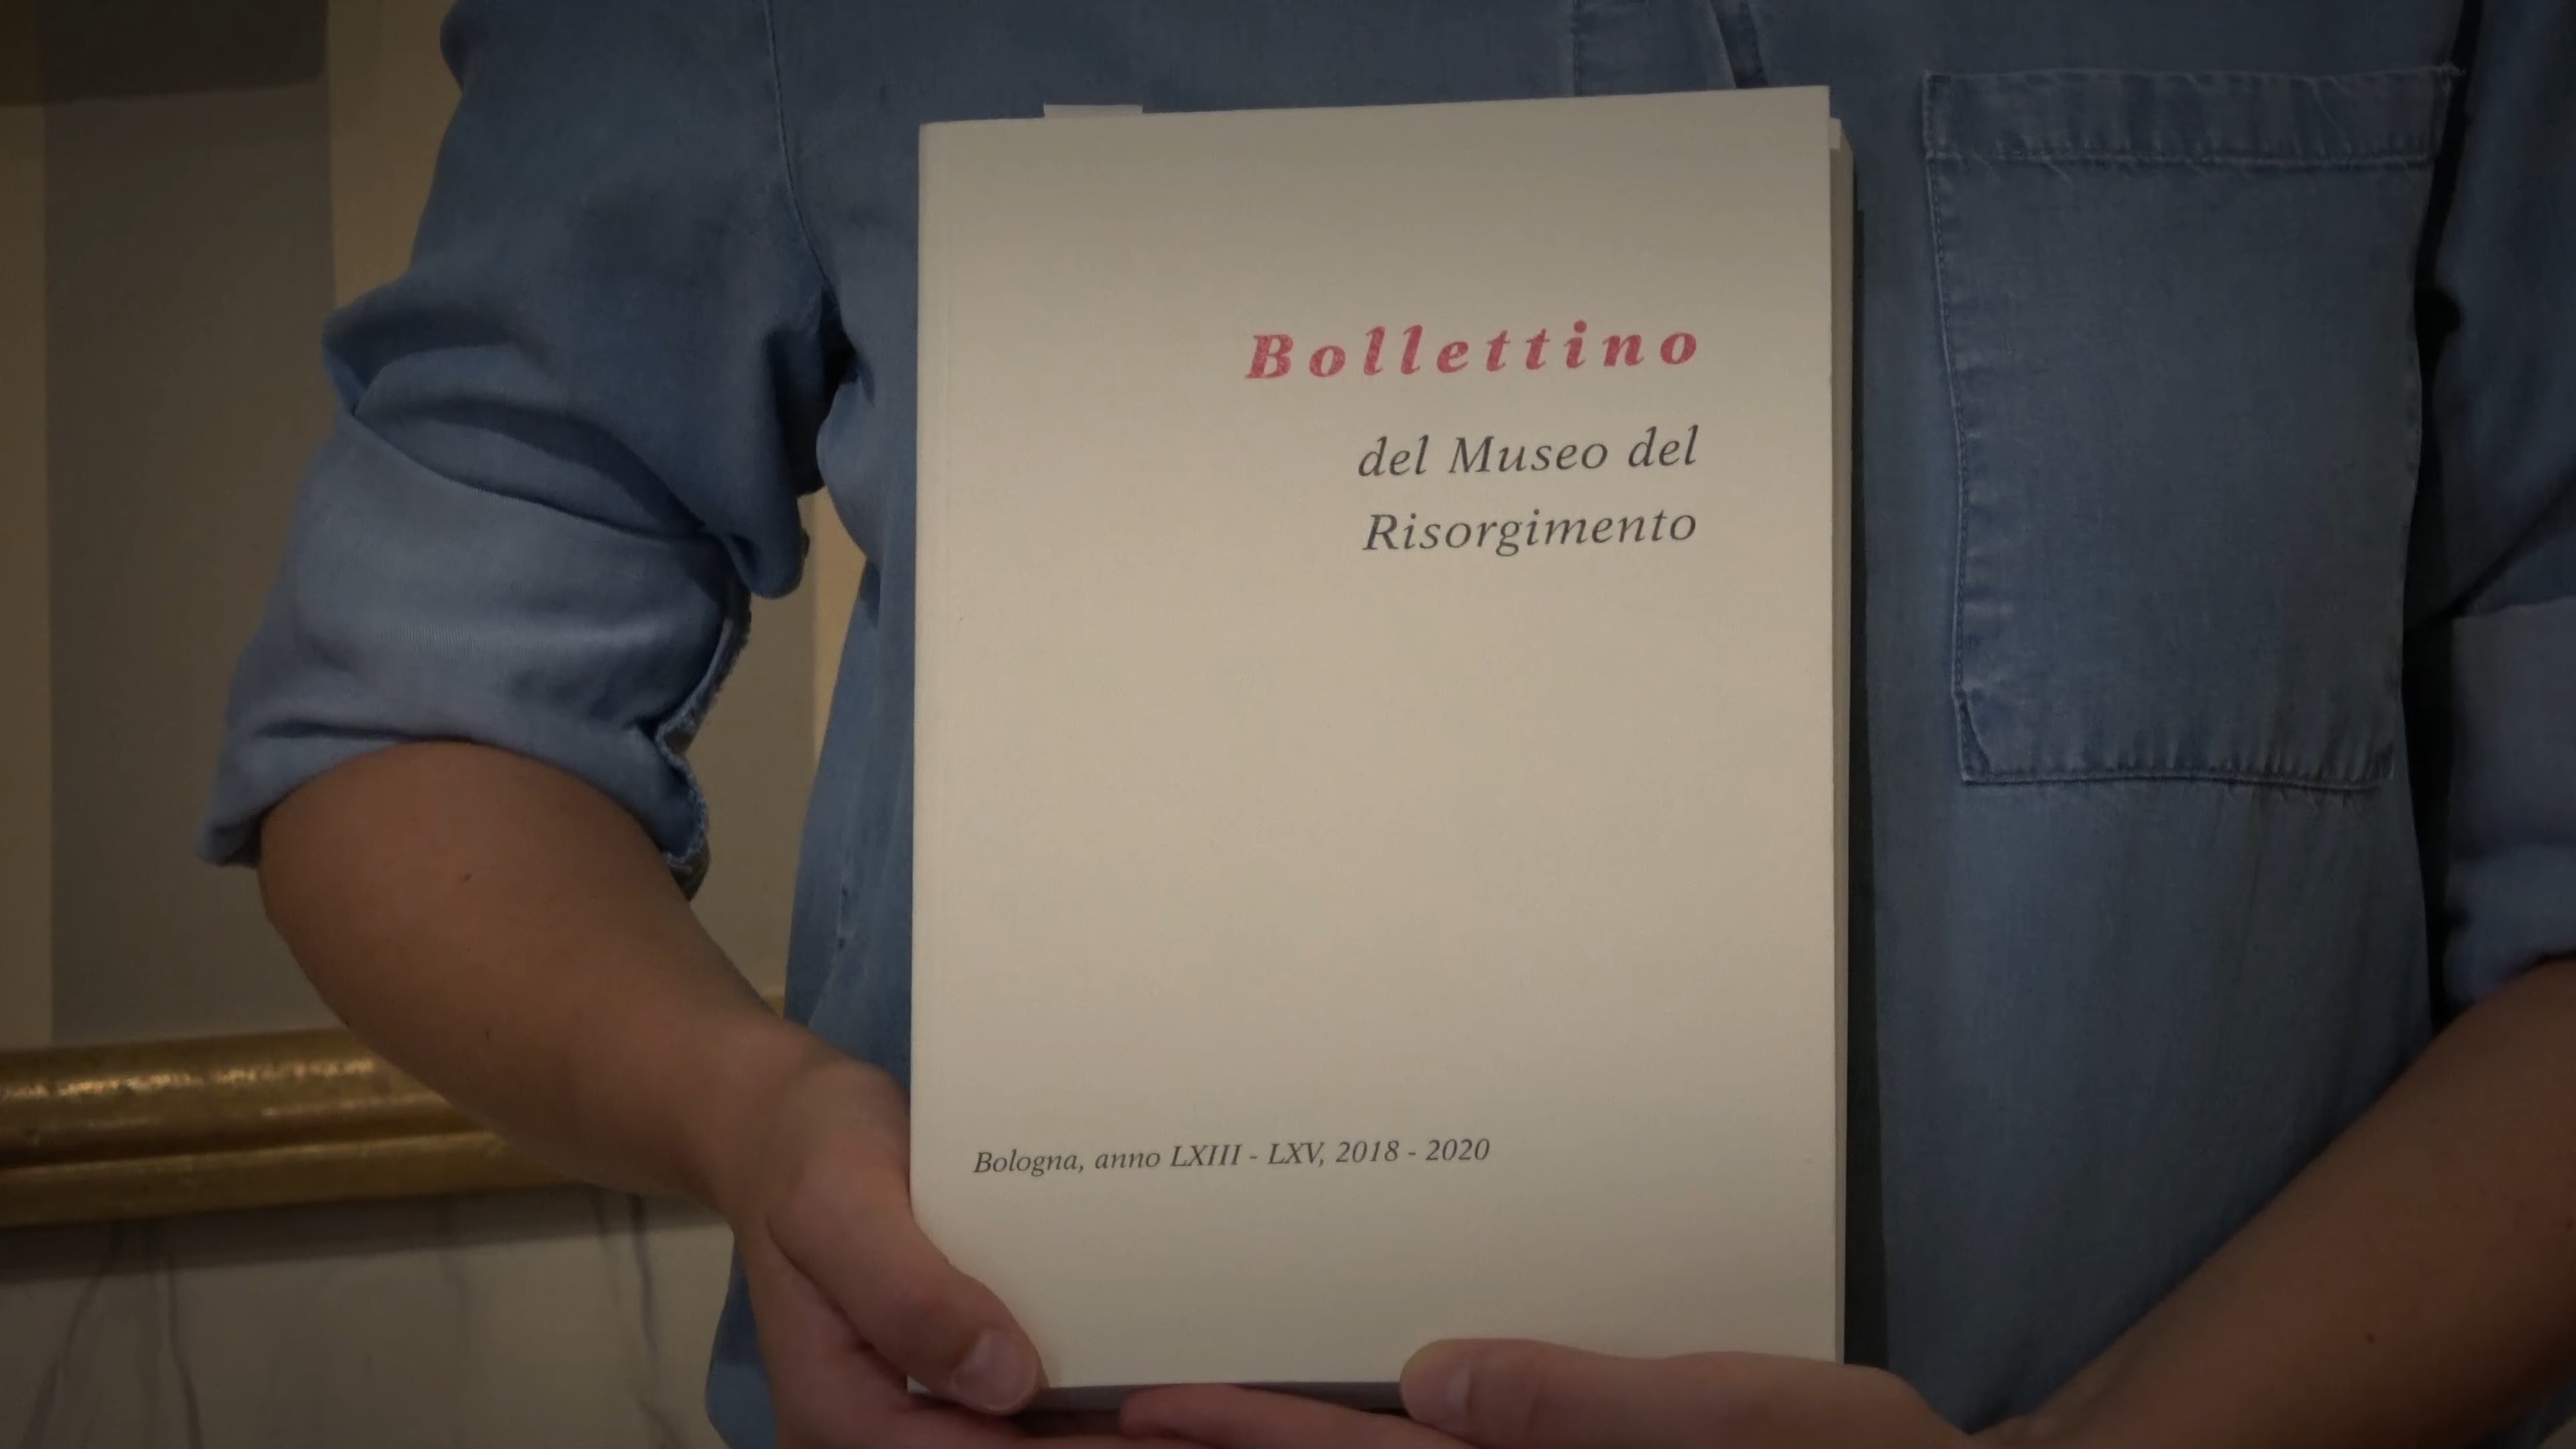 Bollettino
del Museo del
Risorgimento
Bologna, anno LXIII - LXV, 2018 - 2020